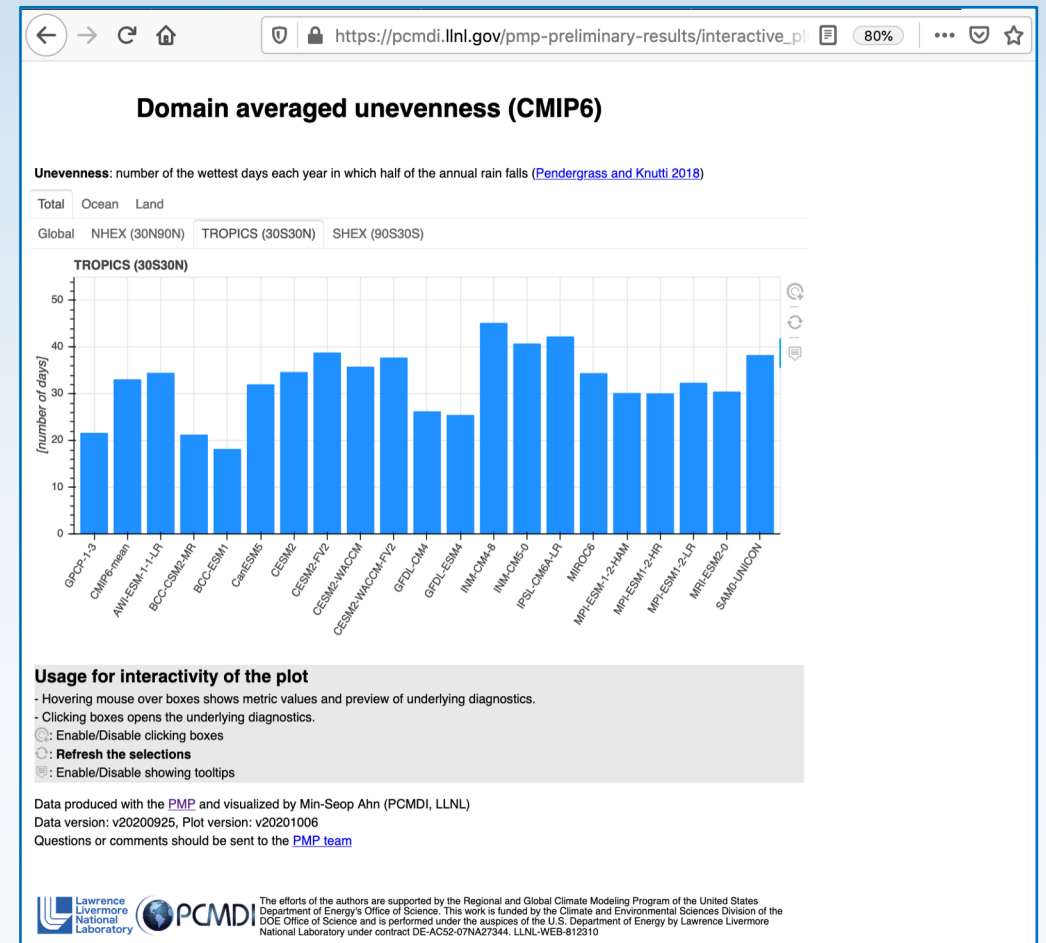 https://pcmdi.llnl.gov/pmp-preliminary-results/interactive_pl
80%
Domain averaged unevenness (CMIP6)
Unevenness: number of the wettest days each year in which half of the annual rain falls (Pendergrass and Knutti 2018)
Total Ocean Land
Global NHEX (30N90N) TROPICS (30S30N) SHEX (90S30S)
TROPICS (30S30N)
[number of days]
50
40
30
20
10
0
GPCP-1-3
CMIP6-mean
AWI-ESM-1-1-LR
BCC-CSM2-MR
BCC-ESM1
CanESM5
CESM2
CESM2-FV2
CESM2-WACCM
CESM2-WACCM-FV2
GFDL-CM4
GFDL-ESM4
INM-CM4-8
INM-CM5-0
IPSL-CM6A-LR
MIROC6
MPI-ESM-1-2-HAM
MPI-ESM1-2-HR
MPI-ESM1-2-LR
MRI-ESM2-0
SAM0-UNICON
Usage for interactivity of the plot
- Hovering mouse over boxes shows metric values and preview of underlying diagnostics.
- Clicking boxes opens the underlying diagnostics.
: Enable/Disable clicking boxes
: Refresh the selections
: Enable/Disable showing tooltips
Data produced with the PMP and visualized by Min-Seop Ahn (PCMDI, LLNL)
Data version: v20200925, Plot version: v20201006
Questions or comments should be sent to the PMP team
Lawrence
Livermore
National
Laboratory
PCMDI
The efforts of the authors are supported by the Regional and Global Climate Modeling Program of the United States
Department of Energy's Office of Science. This work is funded by the Climate and Environmental Sciences Division of the
DOE Office of Science and is performed under the auspices of the U.S. Department of Energy by Lawrence Livermore
National Laboratory under contract DE-AC52-07NA27344. LLNL-WEB-812310